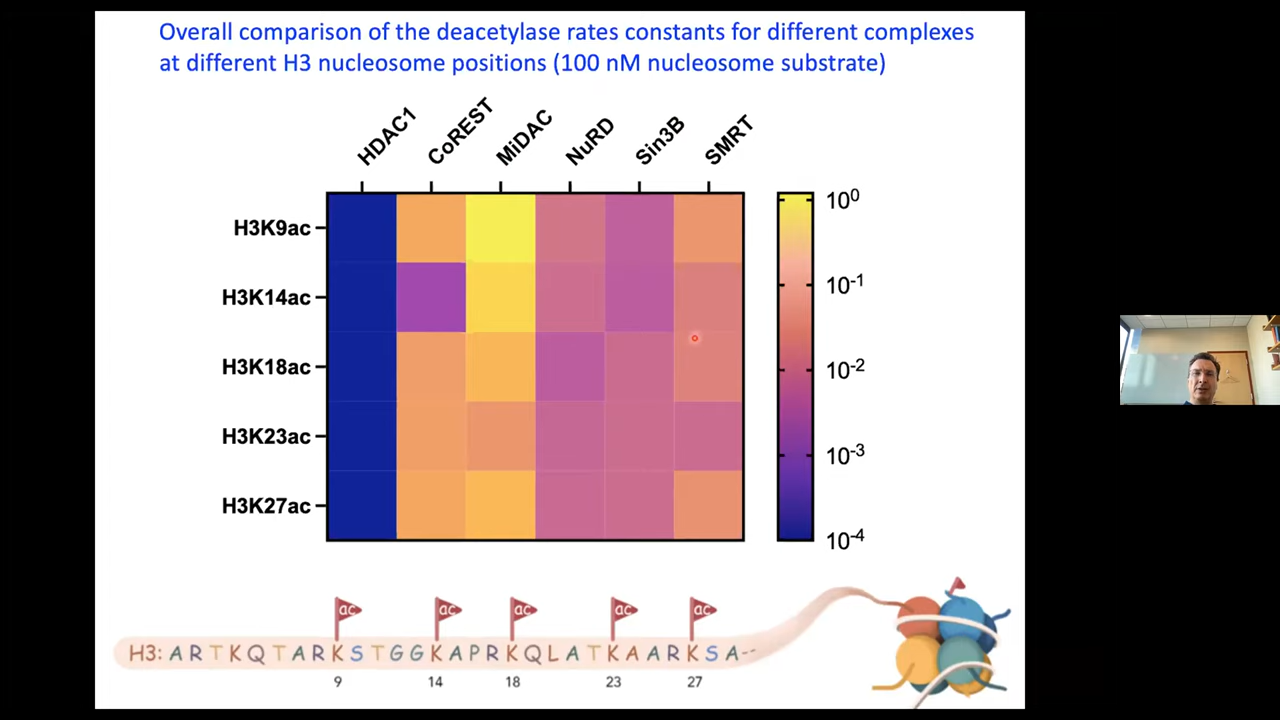 Overall comparison of the deacetylase rates constants for different complexes
at different H3 nucleosome positions (100 nM nucleosome substrate)
HDAC1
CoREST
MiDAC
NuRD
Sin3B
SMRT
H3K9ac
H3K14ac
H3K18ac
H3K23ac
H3K27ac
10⁰
10⁻¹
10⁻²
10⁻³
10⁻⁴
ac ac ac ac ac
H3: A R T K Q T A R K S T G G K A P R K Q L A T K A A R K S A--
9 14 18 23 27